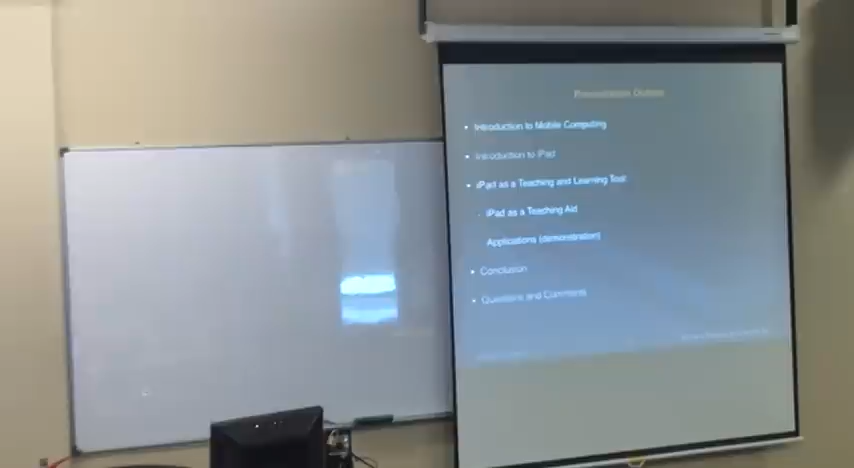 Presentation Outline
• Introduction to Mobile Computing
• Introduction to iPad
• iPad as a Teaching and Learning Tool
- iPad as a Teaching Aid
Applications (demonstration)
• Conclusion
• Questions and Comments